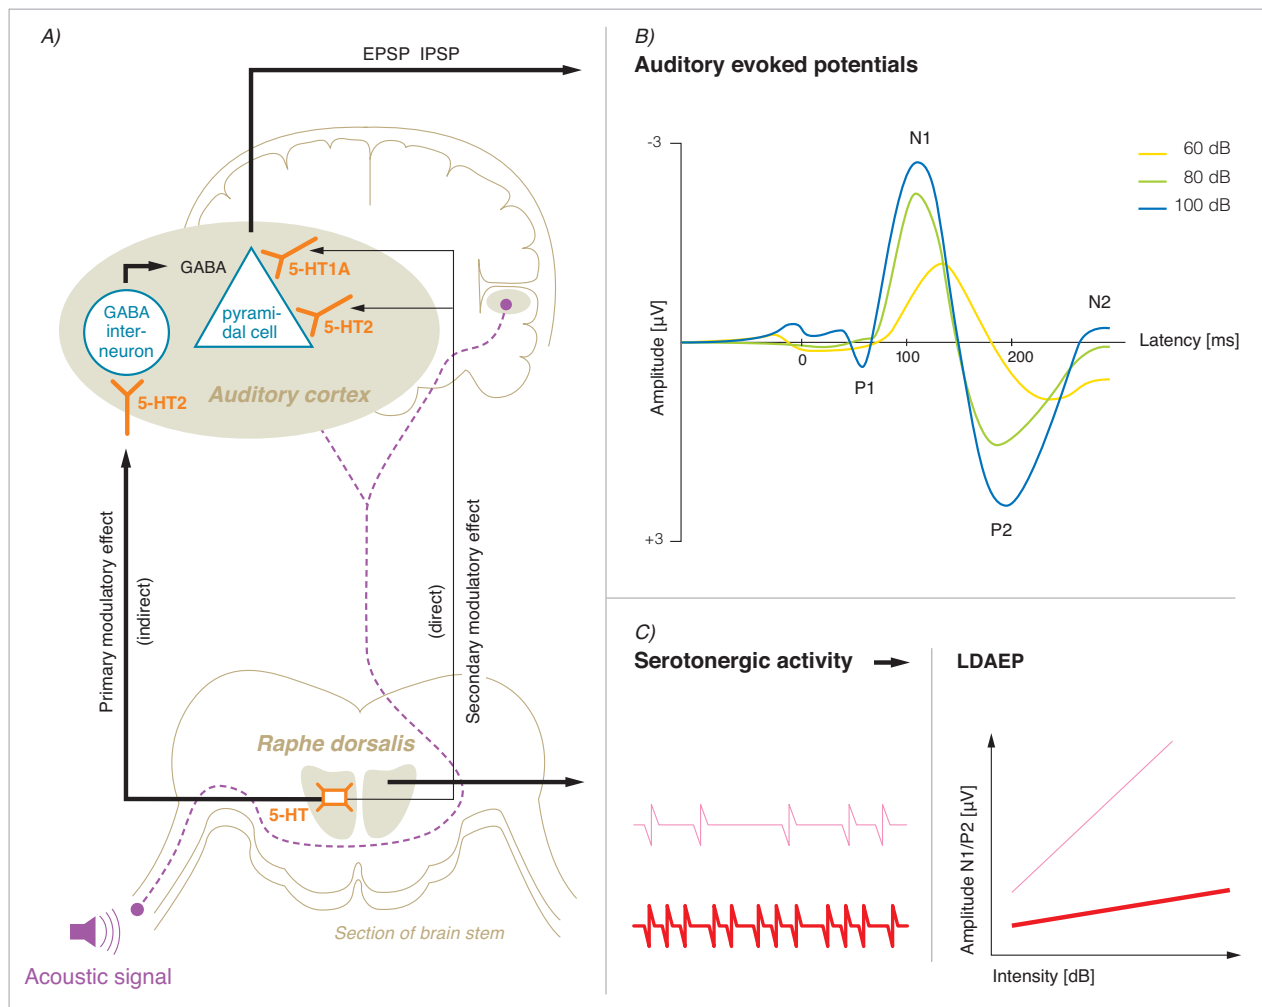 A)
EPSP IPSP
GABA
5-HT1A
GABA
inter-
neuron
pyrami-
dal cell
5-HT2
5-HT2
Auditory cortex
Primary modulatory effect
(indirect)
(direct)
Secondary modulatory effect
Raphe dorsalis
5-HT
Section of brain stem
Acoustic signal
B)
Auditory evoked potentials
-3
N1
60 dB
80 dB
100 dB
N2
Amplitude [µV]
Latency [ms]
0
100
200
P1
P2
+3
C)
Serotonergic activity
LDAEP
Amplitude N1/P2 [µV]
Intensity [dB]